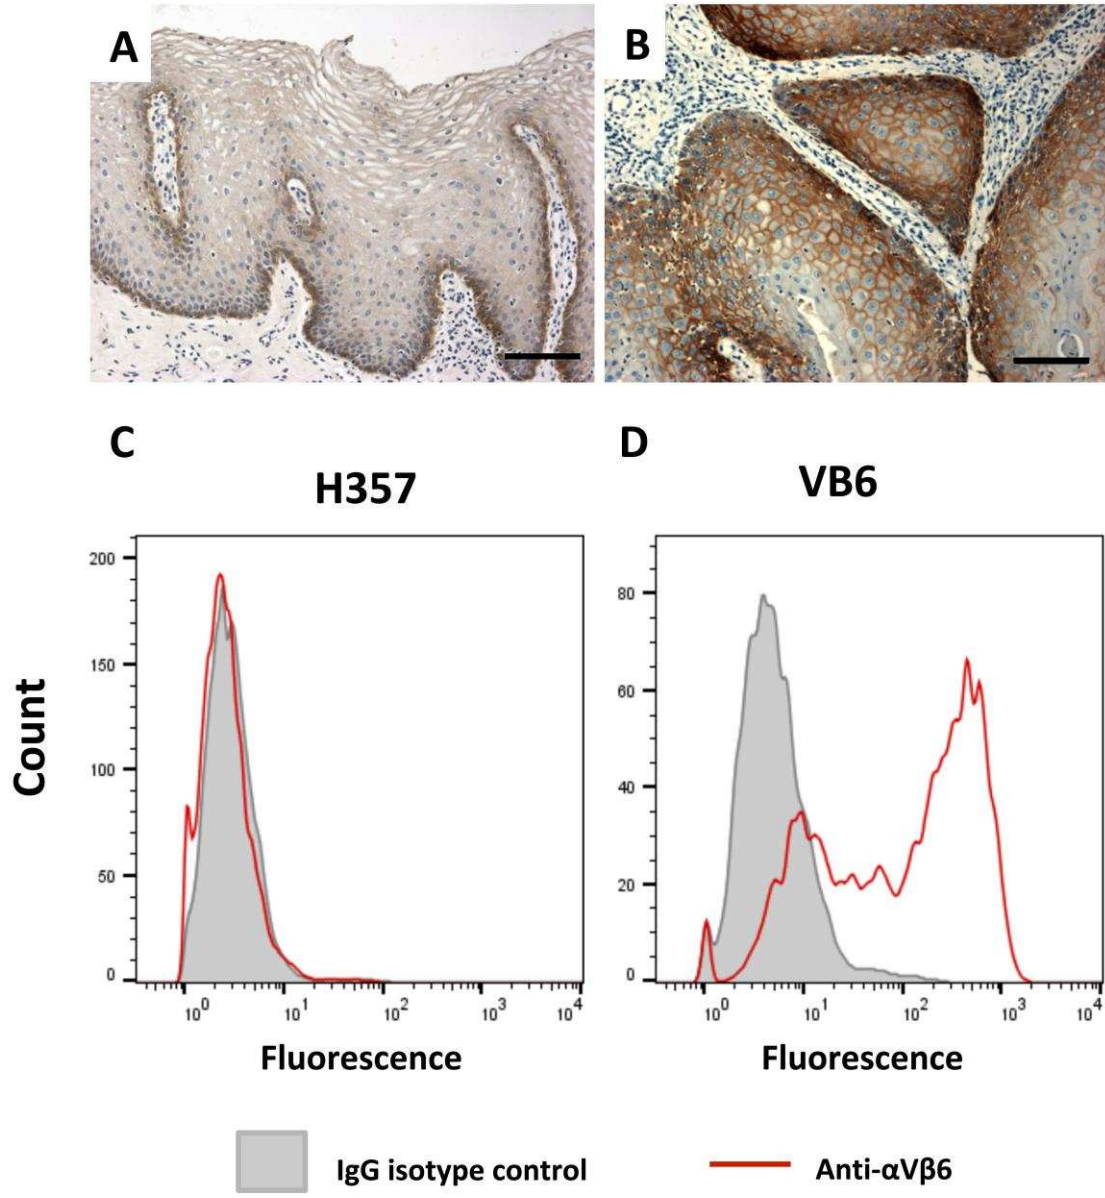 A
B
C
D
H357
VB6
200
150
100
50
0
80
60
40
20
0
Count
10^0 10^1 10^2 10^3 10^4
10^0 10^1 10^2 10^3 10^4
Fluorescence
Fluorescence
IgG isotype control
Anti-αVβ6